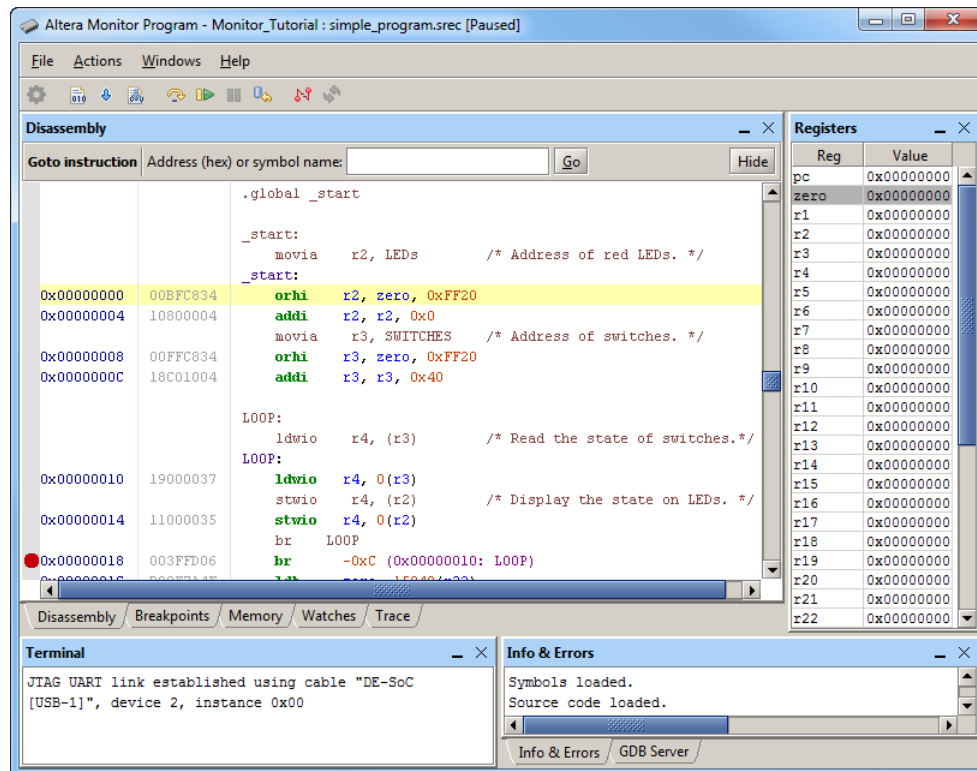 Altera Monitor Program - Monitor_Tutorial : simple_program.srec [Paused]
File Actions Windows Help
Disassembly
Goto instruction Address (hex) or symbol name: Go Hide
.global _start
_start:
movia r2, LEDs /* Address of red LEDs. */
_start:
0x00000000 00BFC834 orhi r2, zero, 0xFF20
0x00000004 10800004 addi r2, r2, 0x0
movia r3, SWITCHES /* Address of switches. */
0x00000008 00FFC834 orhi r3, zero, 0xFF20
0x0000000C 18C01004 addi r3, r3, 0x40
LOOP:
ldwio r4, (r3) /* Read the state of switches.*/
LOOP:
0x00000010 19000037 ldwio r4, 0(r3)
stwio r4, (r2) /* Display the state on LEDs. */
0x00000014 11000035 stwio r4, 0(r2)
br LOOP
0x00000018 003FFD06 br -0xC (0x00000010: LOOP)
Disassembly Breakpoints Memory Watches Trace
Registers
Reg Value
pc 0x00000000
zero 0x00000000
r1 0x00000000
r2 0x00000000
r3 0x00000000
r4 0x00000000
r5 0x00000000
r6 0x00000000
r7 0x00000000
r8 0x00000000
r9 0x00000000
r10 0x00000000
r11 0x00000000
r12 0x00000000
r13 0x00000000
r14 0x00000000
r15 0x00000000
r16 0x00000000
r17 0x00000000
r18 0x00000000
r19 0x00000000
r20 0x00000000
r21 0x00000000
r22 0x00000000
Terminal
JTAG UART link established using cable "DE-SoC
[USB-1]", device 2, instance 0x00
Info & Errors
Symbols loaded.
Source code loaded.
Info & Errors GDB Server